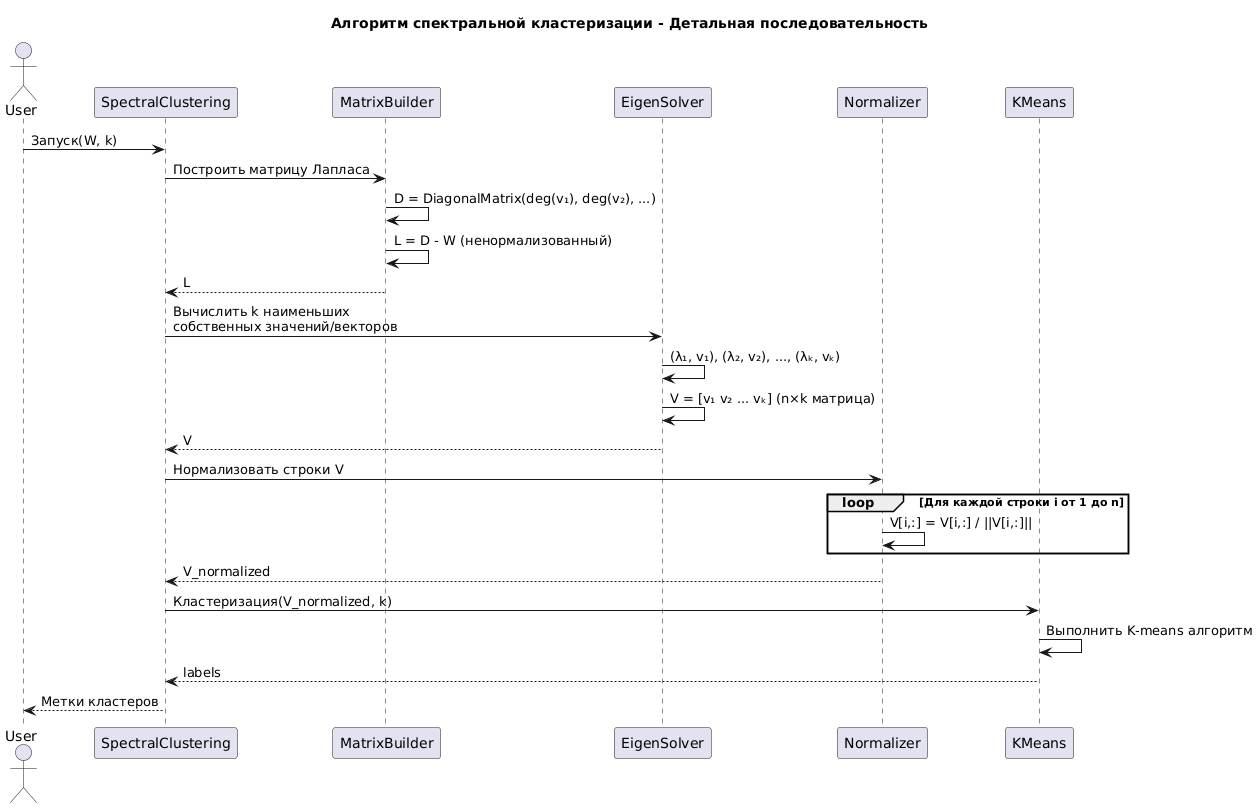 Алгоритм спектральной кластеризации - Детальная последовательность
User
SpectralClustering
MatrixBuilder
EigenSolver
Normalizer
KMeans
Запуск(W, k)
Построить матрицу Лапласа
D = DiagonalMatrix(deg(v₁), deg(v₂), ...)
L = D - W (ненормализованный)
L
Вычислить k наименьших
собственных значений/векторов
(λ₁, v₁), (λ₂, v₂), ..., (λₖ, vₖ)
V = [v₁ v₂ ... vₖ] (n×k матрица)
V
Нормализовать строки V
loop
[Для каждой строки i от 1 до n]
V[i,:] = V[i,:] / ||V[i,:]||
V_normalized
Кластеризация(V_normalized, k)
Выполнить K-means алгоритм
labels
Метки кластеров
User
SpectralClustering
MatrixBuilder
EigenSolver
Normalizer
KMeans